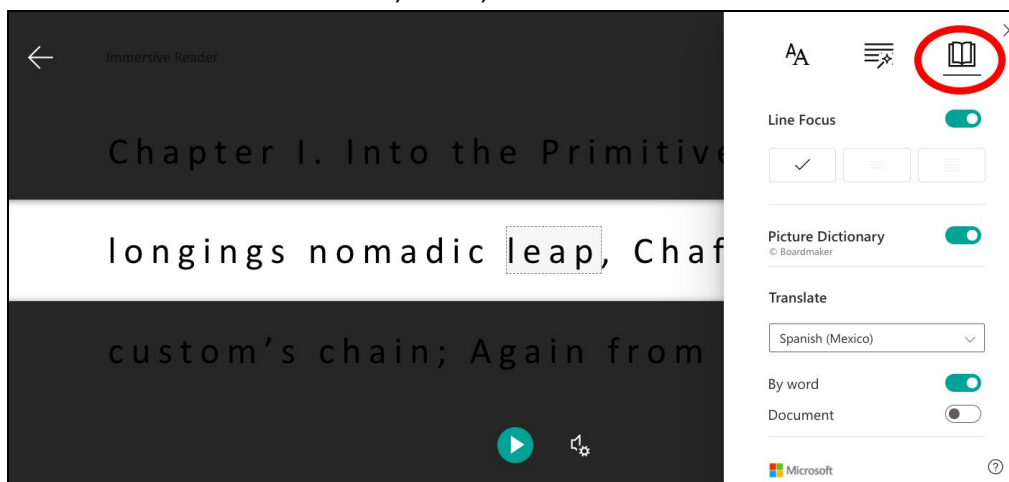 Immersive Reader
Chapter I. Into the Primitive
longings nomadic leap, Chaf
custom's chain; Again from
AA
Line Focus
Picture Dictionary
© Boardmaker
Translate
Spanish (Mexico)
By word
Document
Microsoft
?